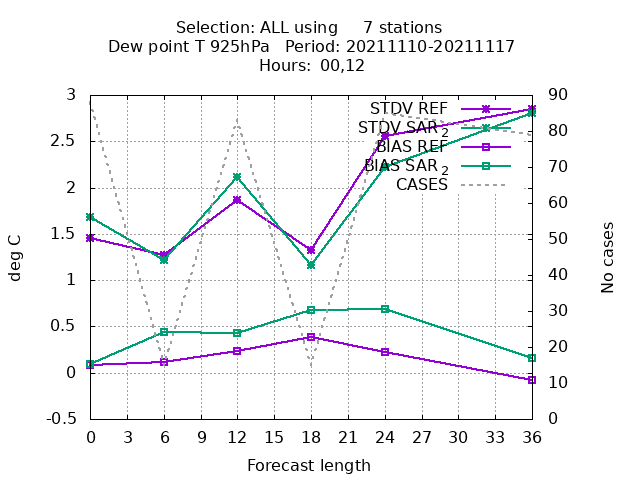 Selection: ALL using 7 stations
Dew point T 925hPa Period: 20211110-20211117
Hours: 00,12
STDV REF
STDV SAR 2
BIAS REF
BIAS SAR 2
CASES
3
2.5
2
1.5
1
0.5
0
-0.5
deg C
90
80
70
60
50
40
30
20
10
0
No cases
0 3 6 9 12 15 18 21 24 27 30 33 36
Forecast length